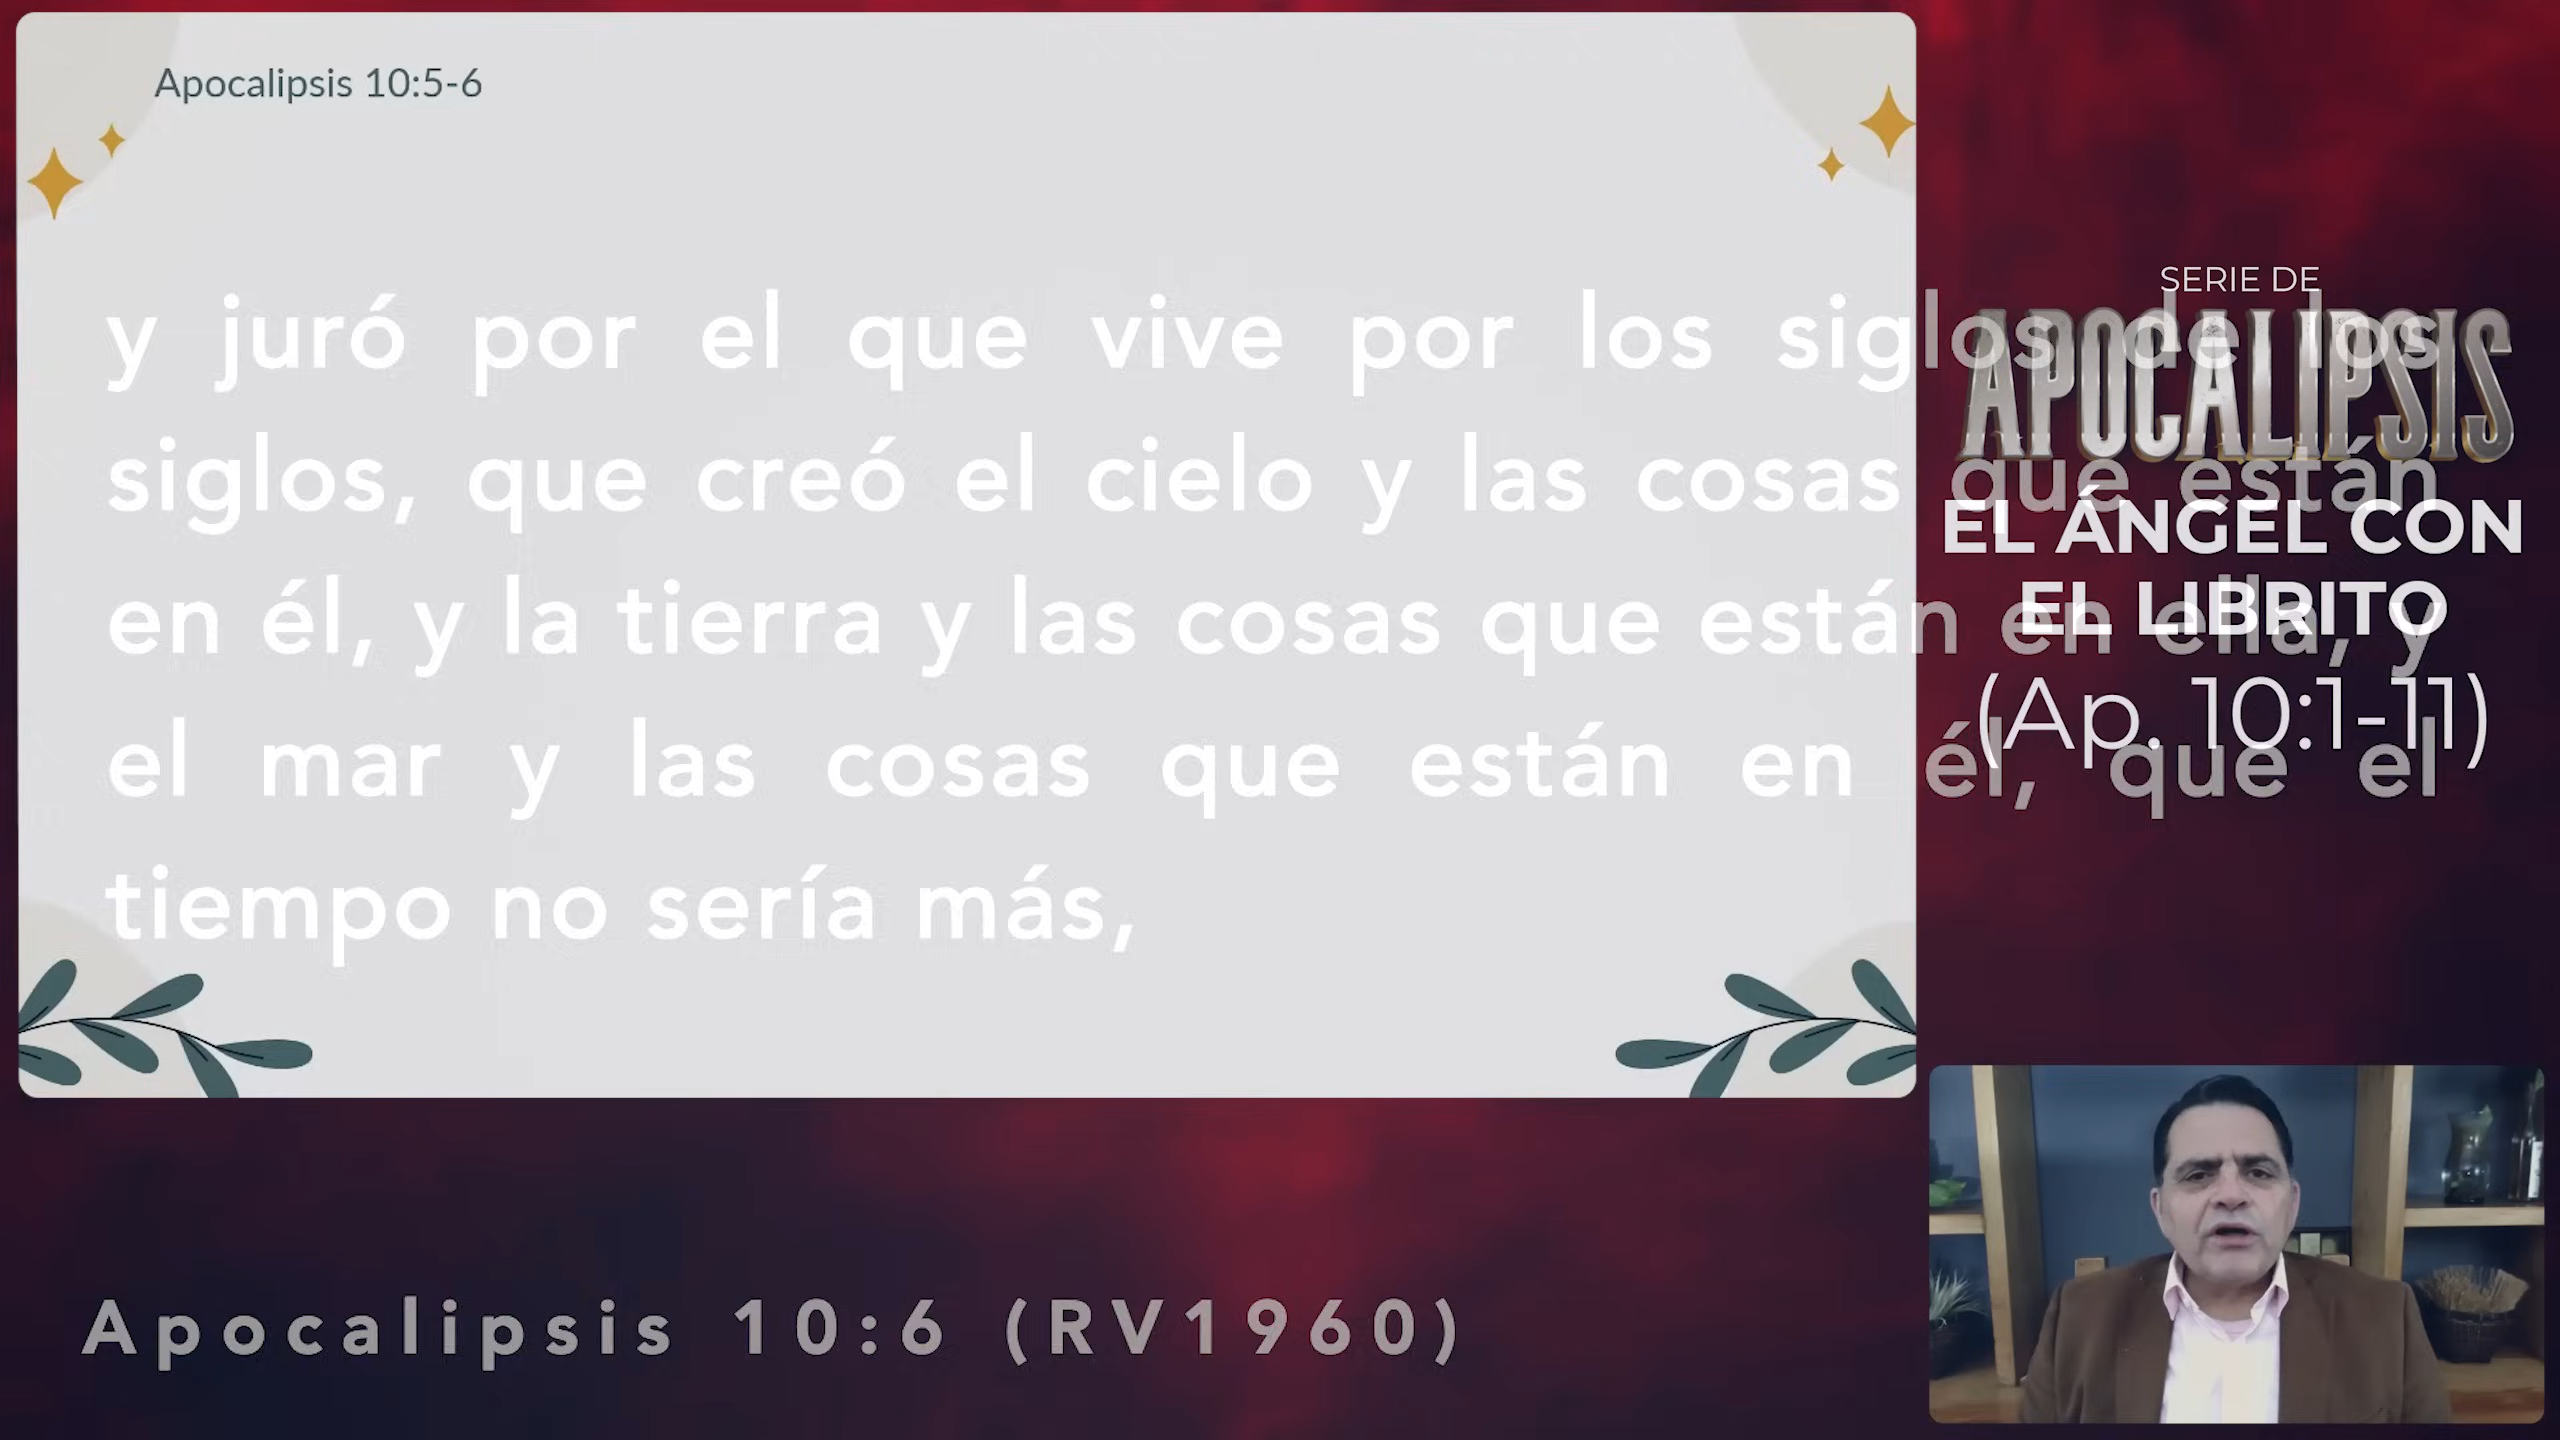 Apocalipsis 10:5-6
y juró por el que vive por los siglos de los
siglos, que creó el cielo y las cosas que están
en él, y la tierra y las cosas que están en ella, y
el mar y las cosas que están en él, que el
tiempo no sería más,
Apocalipsis 10:6 (RV1960)
SERIE DE
APOCALIPSIS
EL ÁNGEL CON
EL LIBRITO
(Ap. 10:1-11)